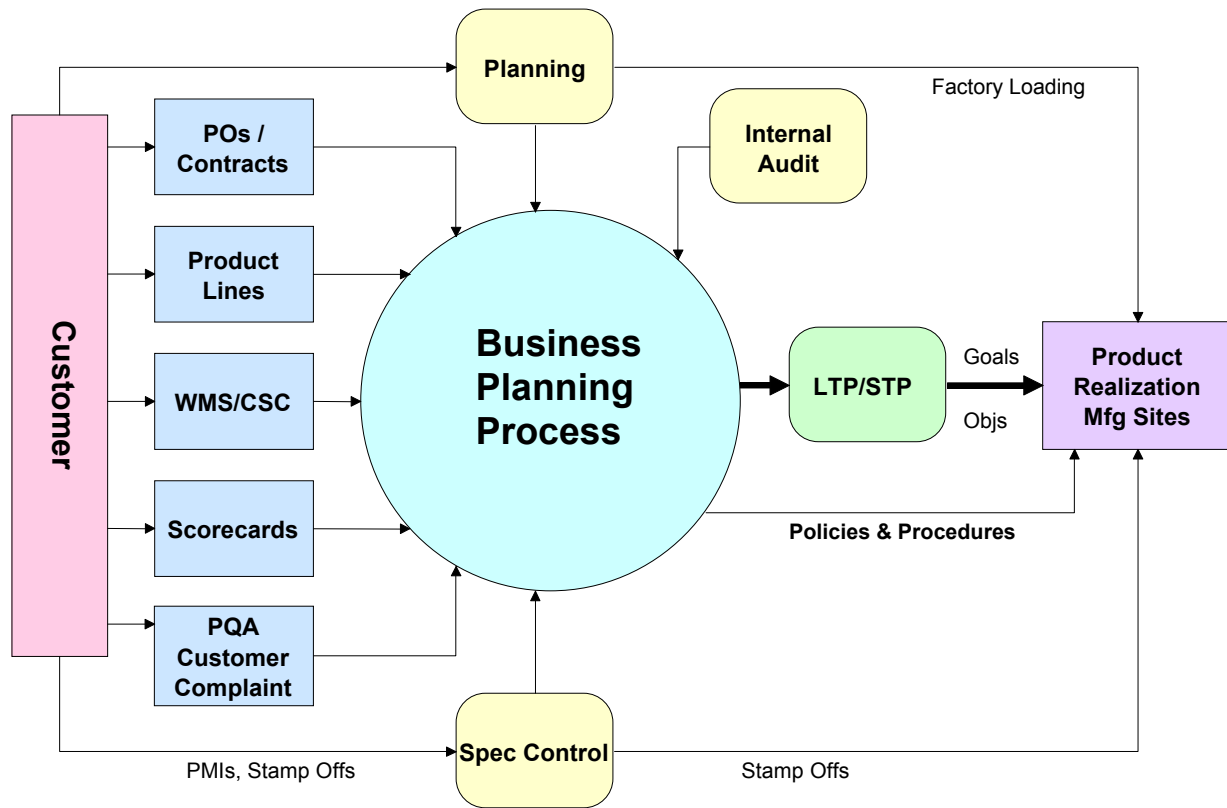 Planning
Factory Loading
POs /
Contracts
Internal
Audit
Product
Lines
Customer
Business
Planning
Process
WMS/CSC
LTP/STP
Goals
Objs
Product
Realization
Mfg Sites
Scorecards
Policies & Procedures
PQA
Customer
Complaint
Spec Control
PMIs, Stamp Offs
Stamp Offs